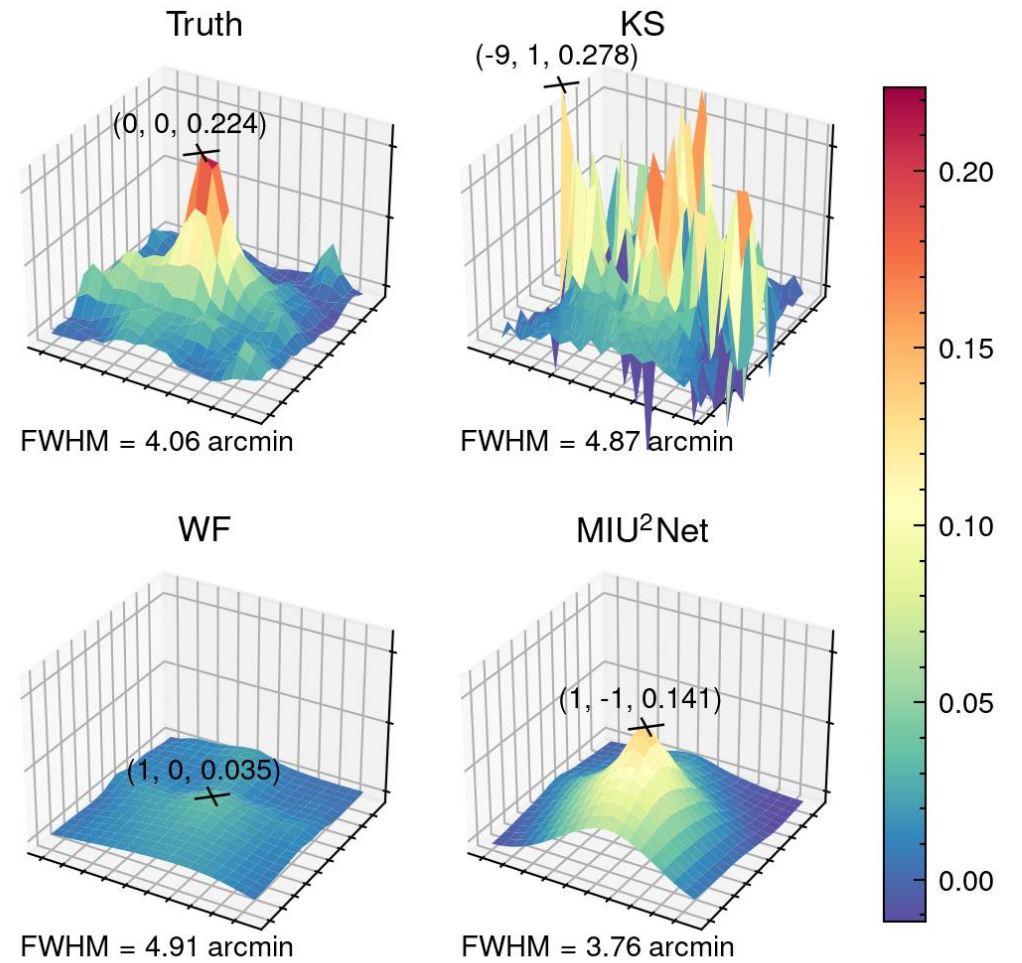 Truth
(0, 0, 0.224)
FWHM = 4.06 arcmin
KS
(-9, 1, 0.278)
FWHM = 4.87 arcmin
WF
(1, 0, 0.035)
FWHM = 4.91 arcmin
MIU²Net
(1, -1, 0.141)
FWHM = 3.76 arcmin
0.20
0.15
0.10
0.05
0.00